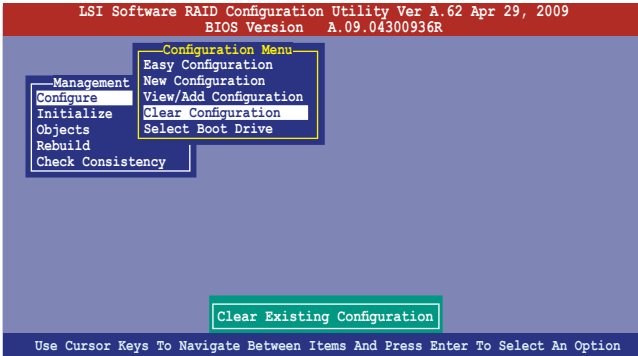 LSI Software RAID Configuration Utility Ver A.62 Apr 29, 2009
BIOS Version A.09.04300936R
Configuration Menu
Easy Configuration
New Configuration
View/Add Configuration
Clear Configuration
Select Boot Drive
Management
Configure
Initialize
Objects
Rebuild
Check Consistency
Clear Existing Configuration
Use Cursor Keys To Navigate Between Items And Press Enter To Select An Option